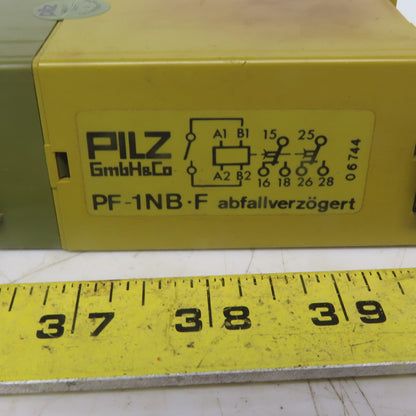 PILZ
GmbH&Co
A1 B1 15 25
A2 B2 16 18 26 28
06744
PF-1NB·F abfallverzögert
37 38 39